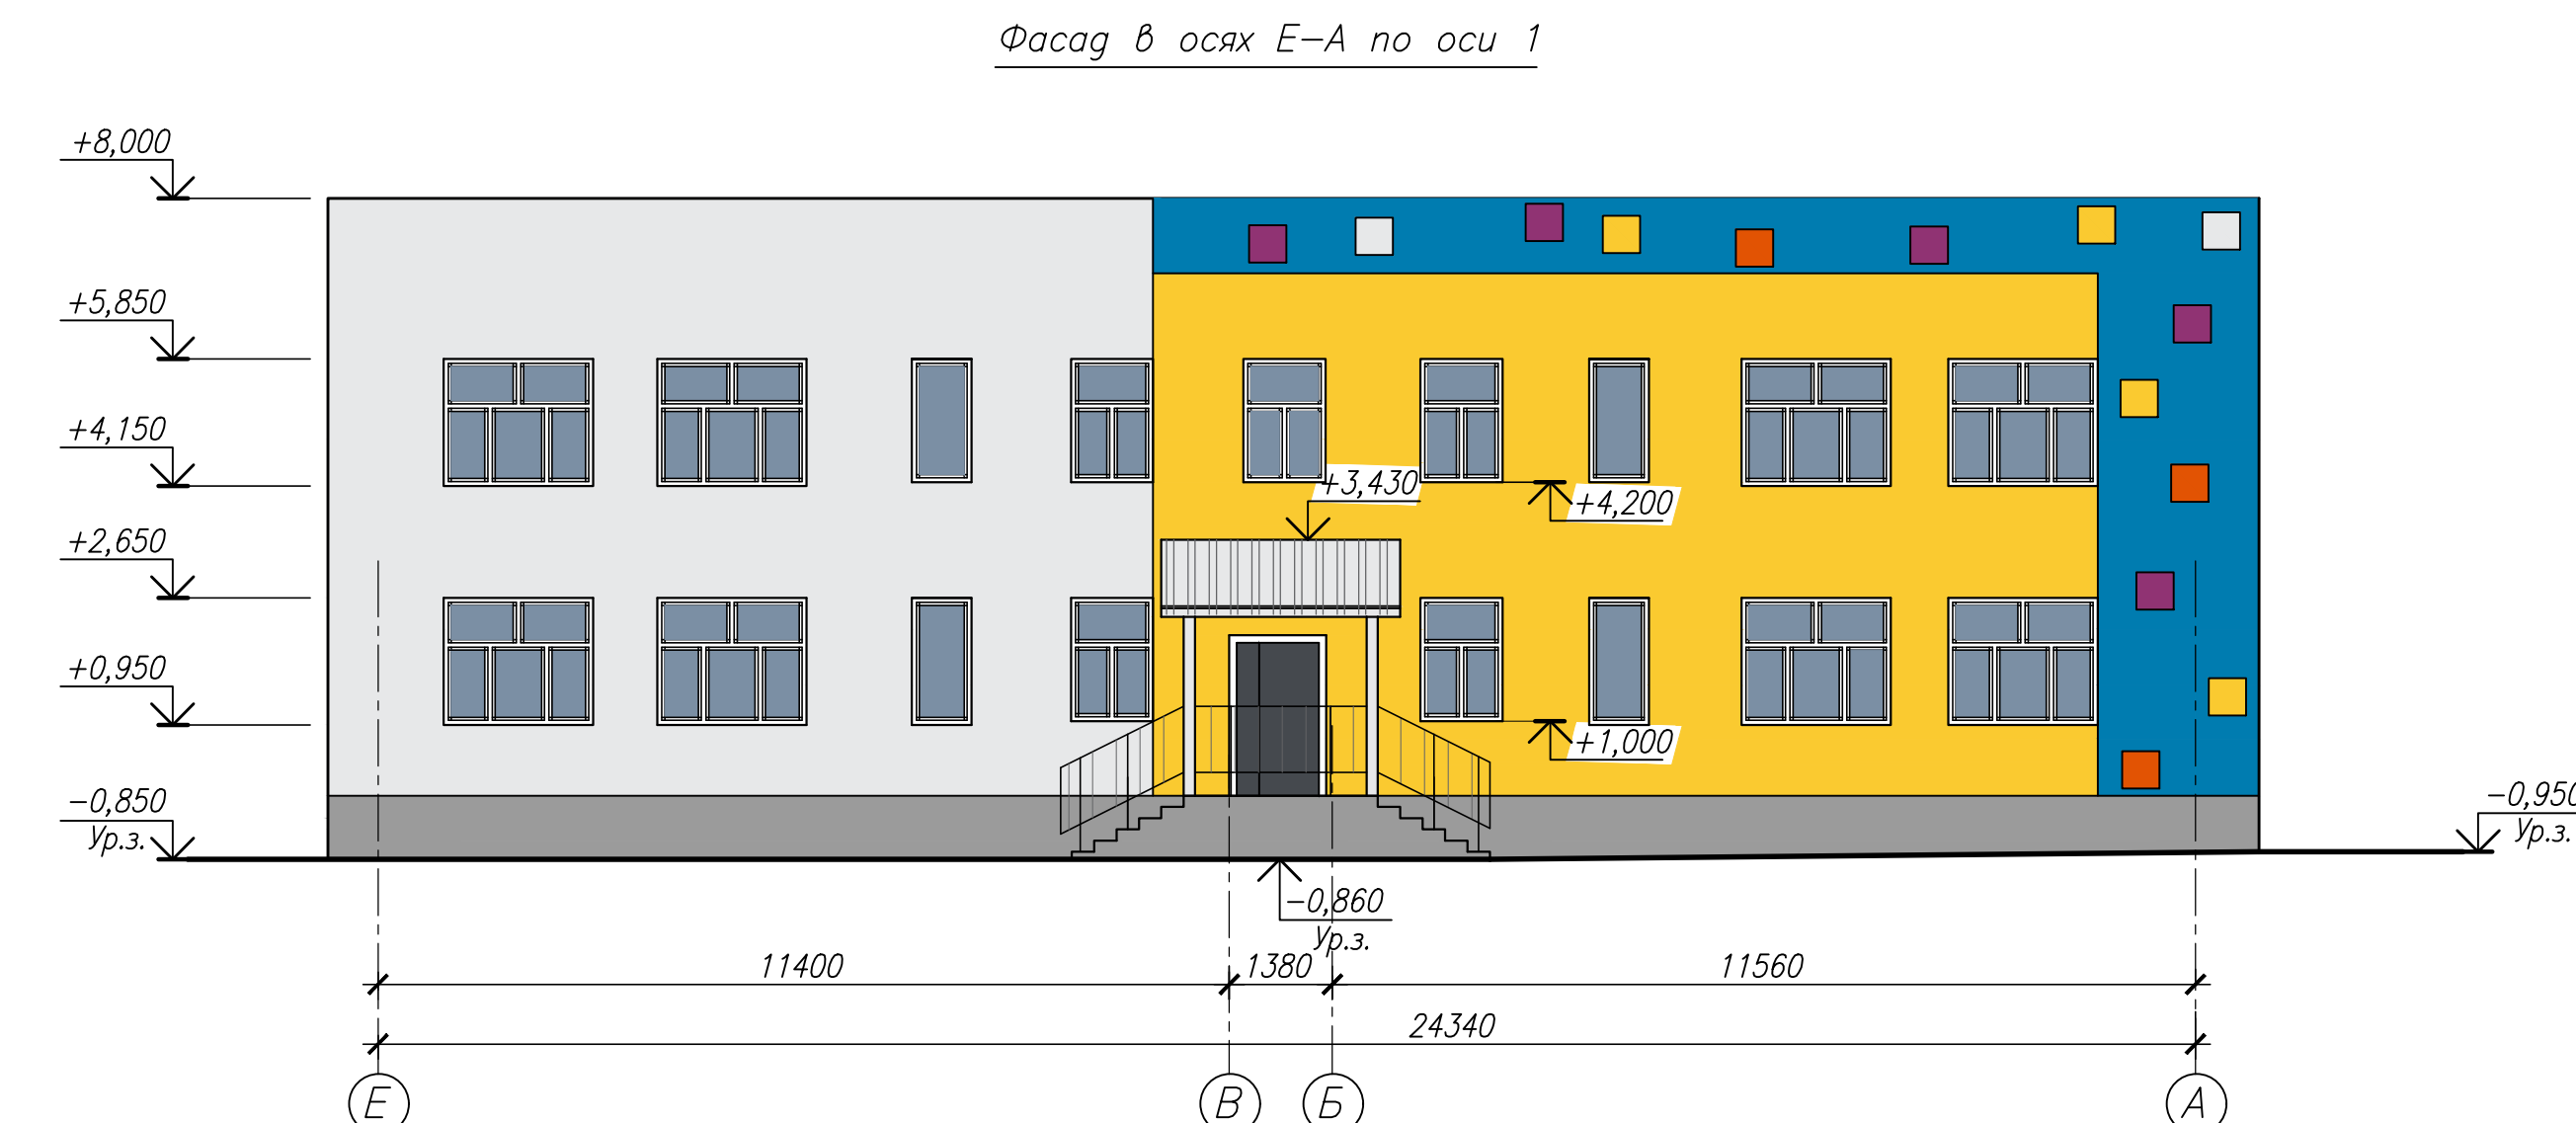 Фасад в осях Е-А по оси 1
+8,000
+5,850
+4,150
+3,430
+4,200
+2,650
+0,950
+1,000
-0,850
Ур.з.
-0,950
Ур.з.
-0,860
Ур.з.
11400
1380
11560
24340
Е
В
Б
А